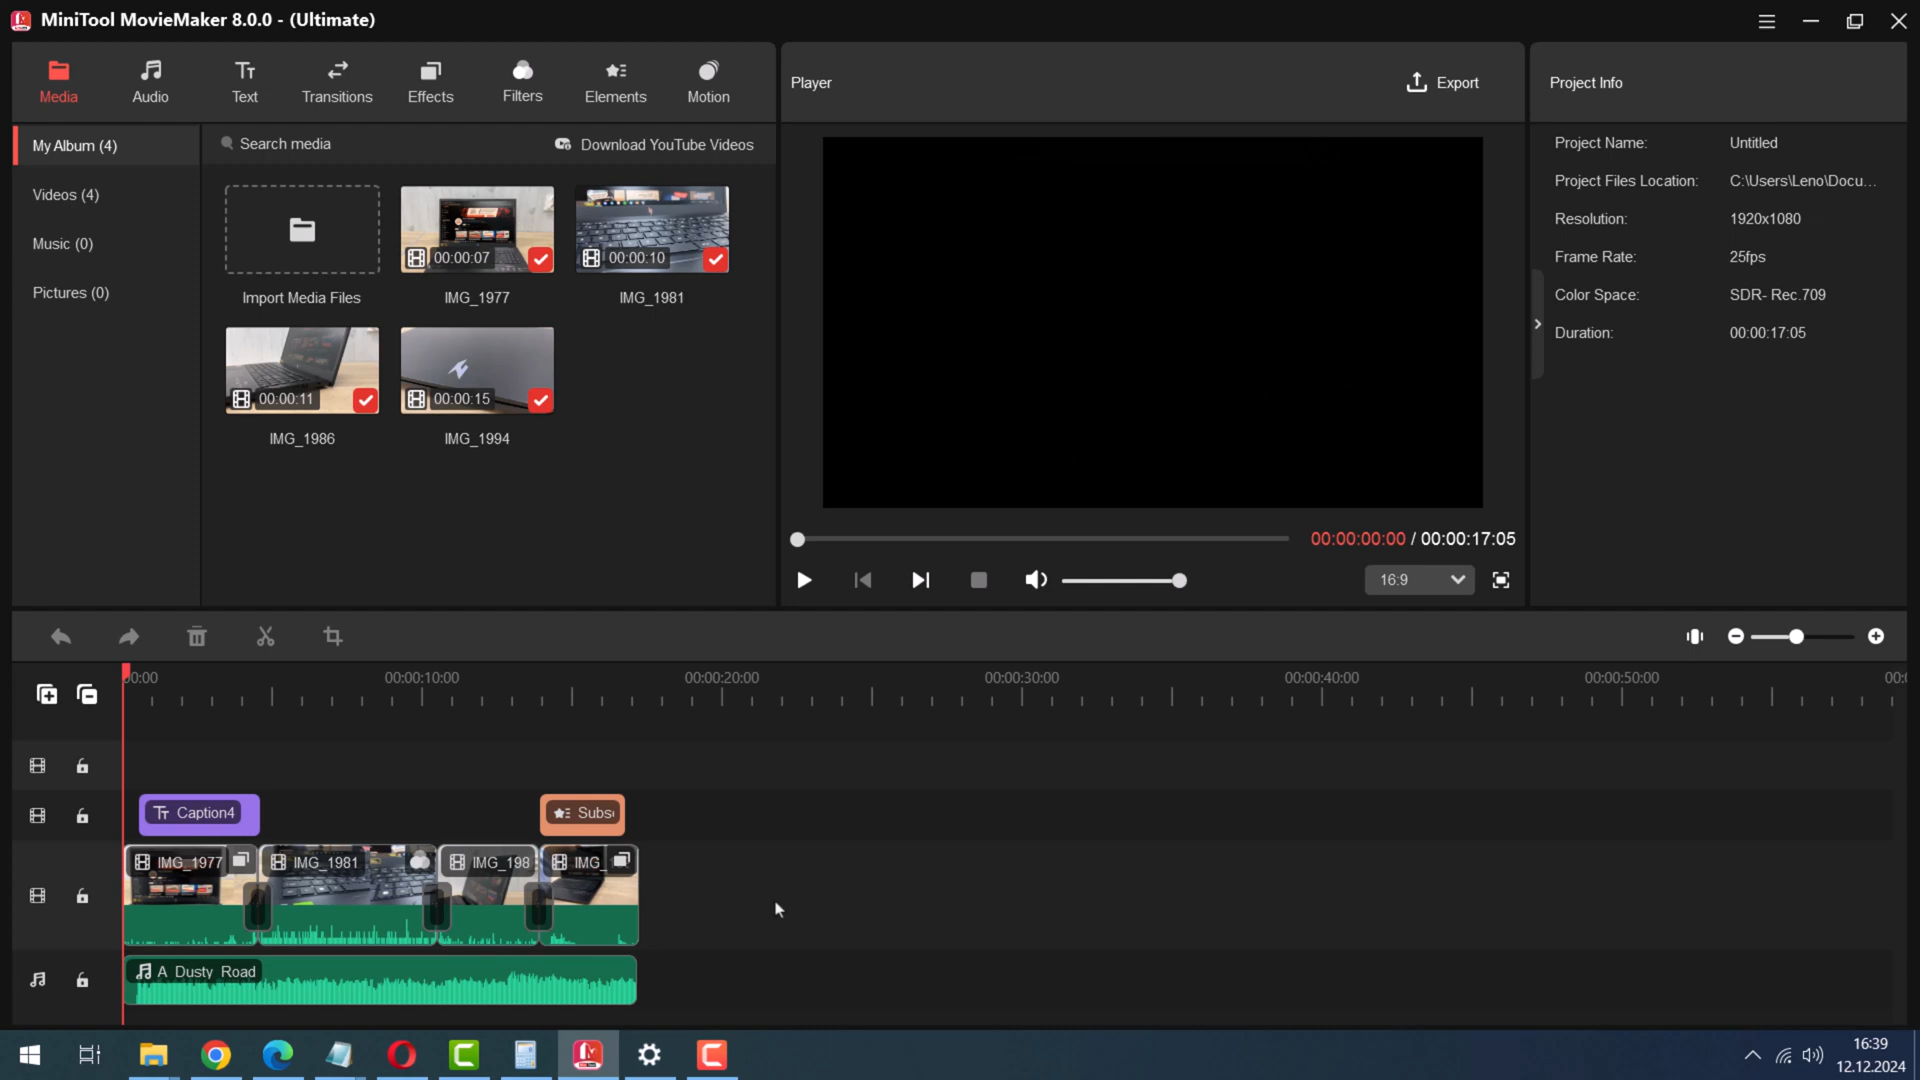 MiniTool MovieMaker 8.0.0 - (Ultimate)
Media
Audio
Text
Transitions
Effects
Filters
Elements
Motion
Player
Export
Project Info
My Album (4)
Search media
Download YouTube Videos
Videos (4)
Music (0)
Pictures (0)
Import Media Files
00:00:07
IMG_1977
00:00:10
IMG_1981
00:00:11
IMG_1986
00:00:15
IMG_1994
Project Name: Untitled
Project Files Location: C:\Users\Leno\Docu...
Resolution: 1920x1080
Frame Rate: 25fps
Color Space: SDR- Rec.709
Duration: 00:00:17:05
00:00:00:00 / 00:00:17:05
16:9
00:00
00:00:10:00
00:00:20:00
00:00:30:00
00:00:40:00
00:00:50:00
00:0
Caption4
Subs
IMG_1977
IMG_1981
IMG_198
IMG_
A Dusty Road
16:39
12.12.2024